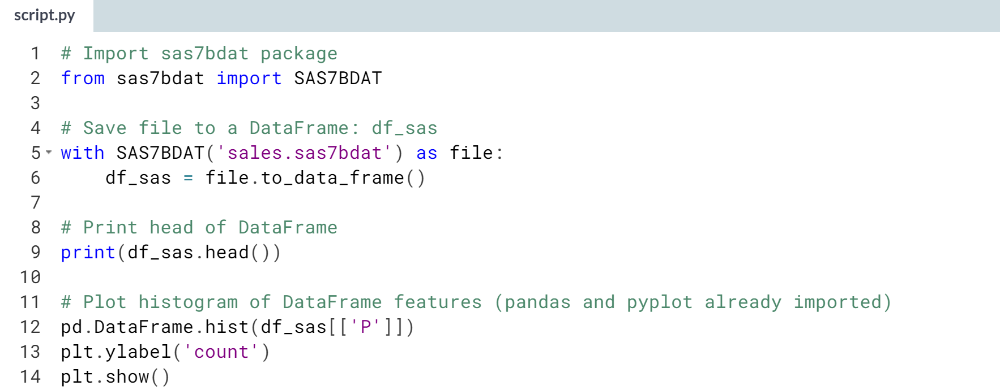 script.py
1 # Import sas7bdat package
2 from sas7bdat import SAS7BDAT
3
4 # Save file to a DataFrame: df_sas
5 with SAS7BDAT('sales.sas7bdat') as file:
6     df_sas = file.to_data_frame()
7
8 # Print head of DataFrame
9 print(df_sas.head())
10
11 # Plot histogram of DataFrame features (pandas and pyplot already imported)
12 pd.DataFrame.hist(df_sas[['P']])
13 plt.ylabel('count')
14 plt.show()